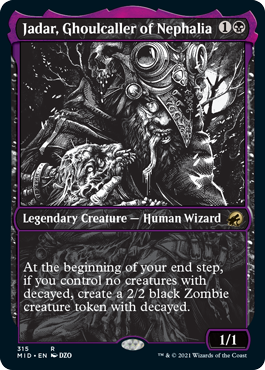 Jadar, Ghoulcaller of Nephalia 1
Legendary Creature — Human Wizard
At the beginning of your end step,
if you control no creatures with
decayed, create a 2/2 black Zombie
creature token with decayed.
1/1
315 R
MID • EN DZO
™ & © 2021 Wizards of the Coast